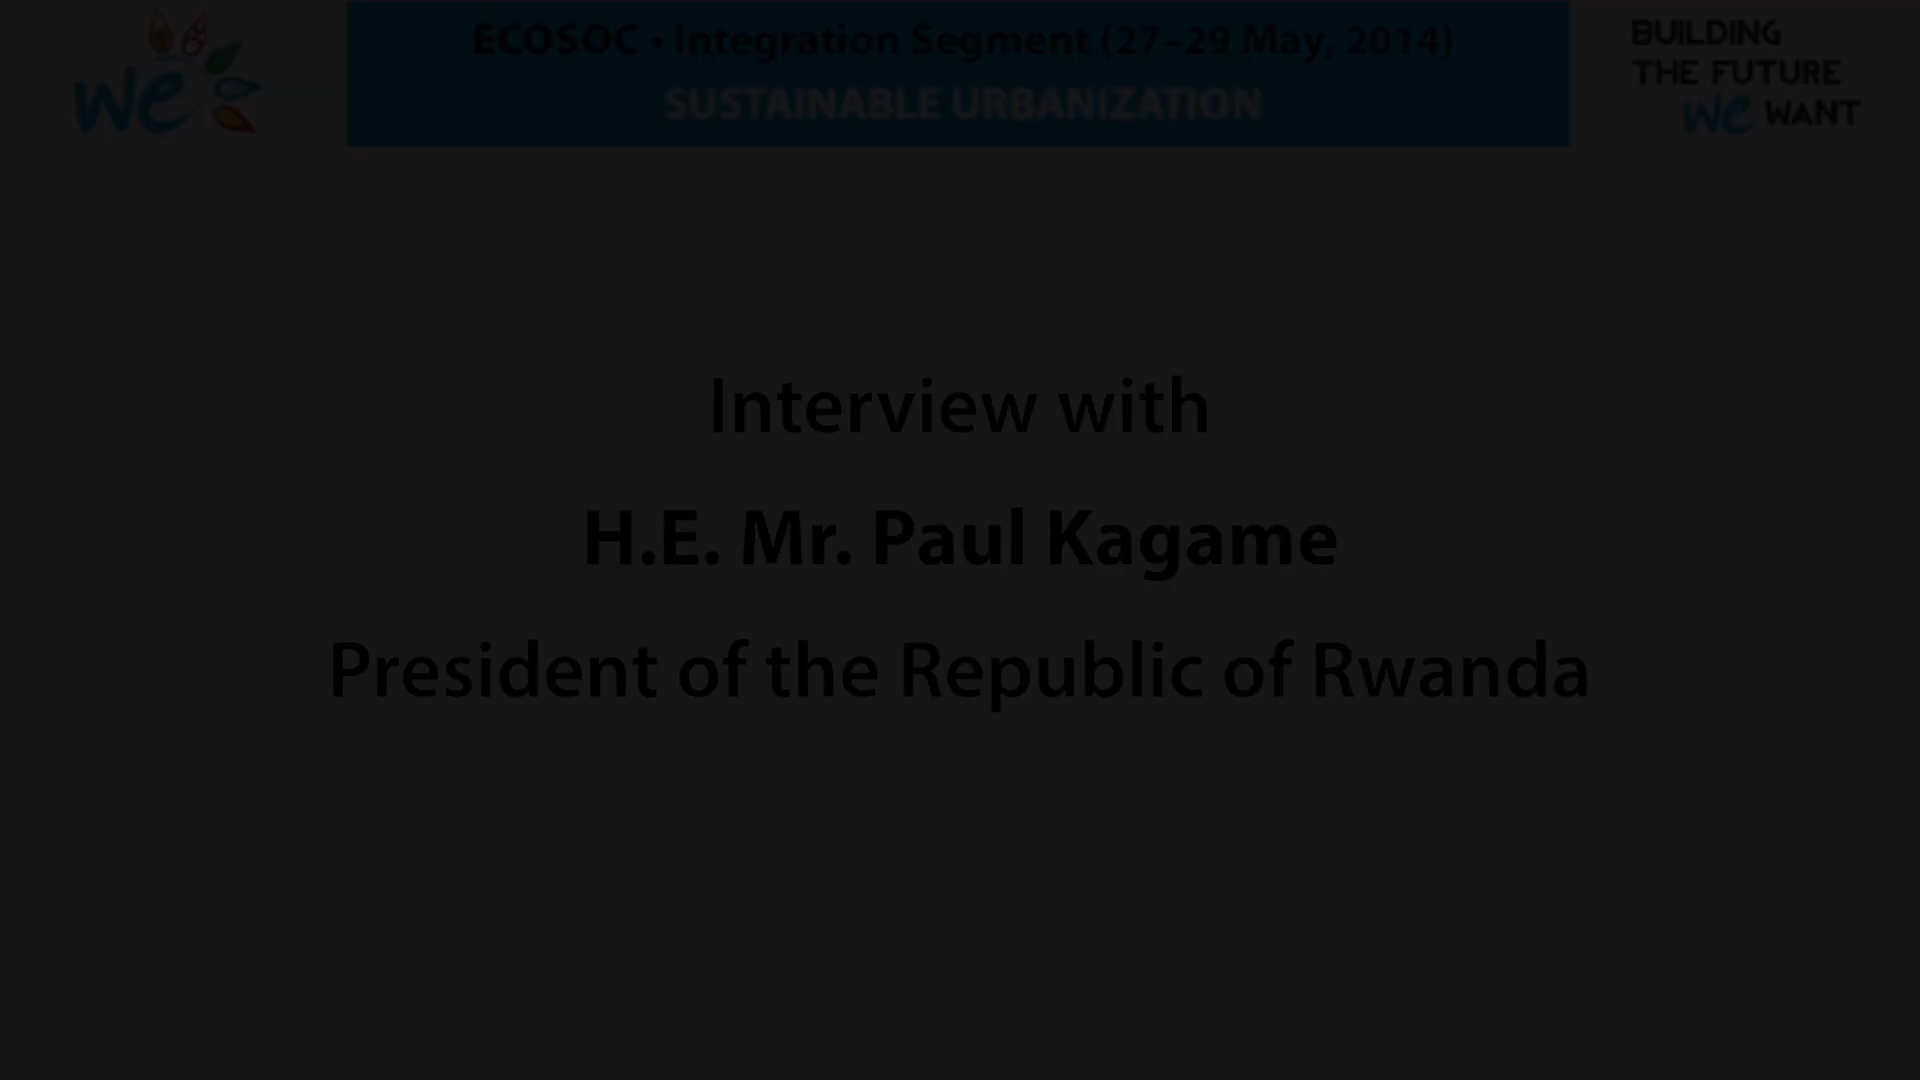 we
ECOSOC • Integration Segment (27–29 May, 2014)
SUSTAINABLE URBANIZATION
BUILDING
THE FUTURE
we WANT
Interview with
H.E. Mr. Paul Kagame
President of the Republic of Rwanda